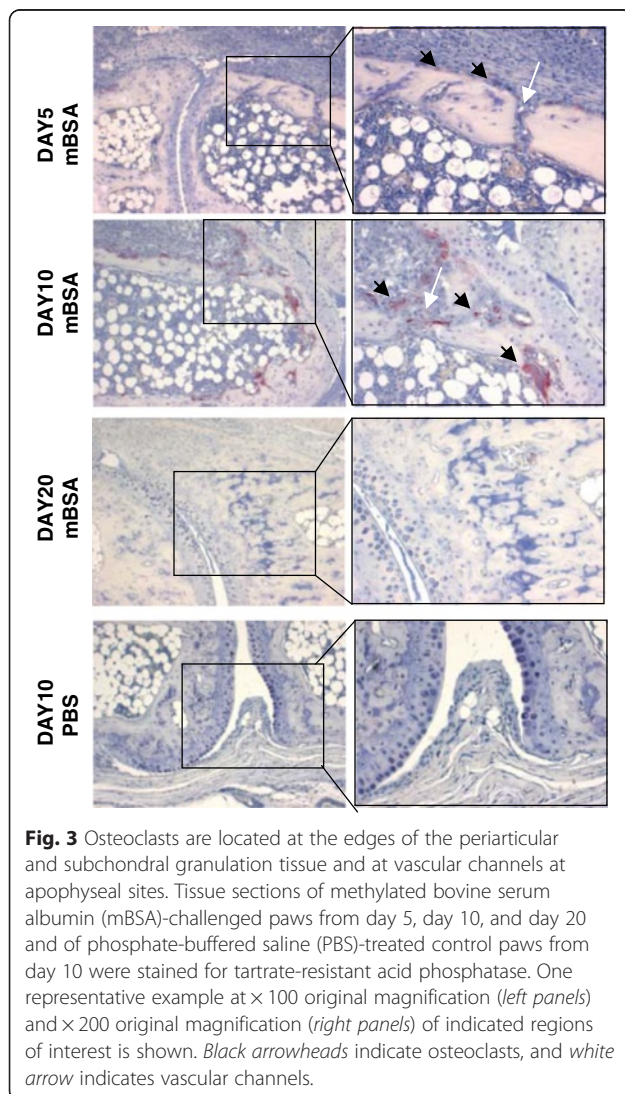 DAY5
mBSA
DAY10
mBSA
DAY20
mBSA
DAY10
PBS
Fig. 3 Osteoclasts are located at the edges of the periarticular
and subchondral granulation tissue and at vascular channels at
apophyseal sites. Tissue sections of methylated bovine serum
albumin (mBSA)-challenged paws from day 5, day 10, and day 20
and of phosphate-buffered saline (PBS)-treated control paws from
day 10 were stained for tartrate-resistant acid phosphatase. One
representative example at × 100 original magnification (left panels)
and × 200 original magnification (right panels) of indicated regions
of interest is shown. Black arrowheads indicate osteoclasts, and white
arrow indicates vascular channels.